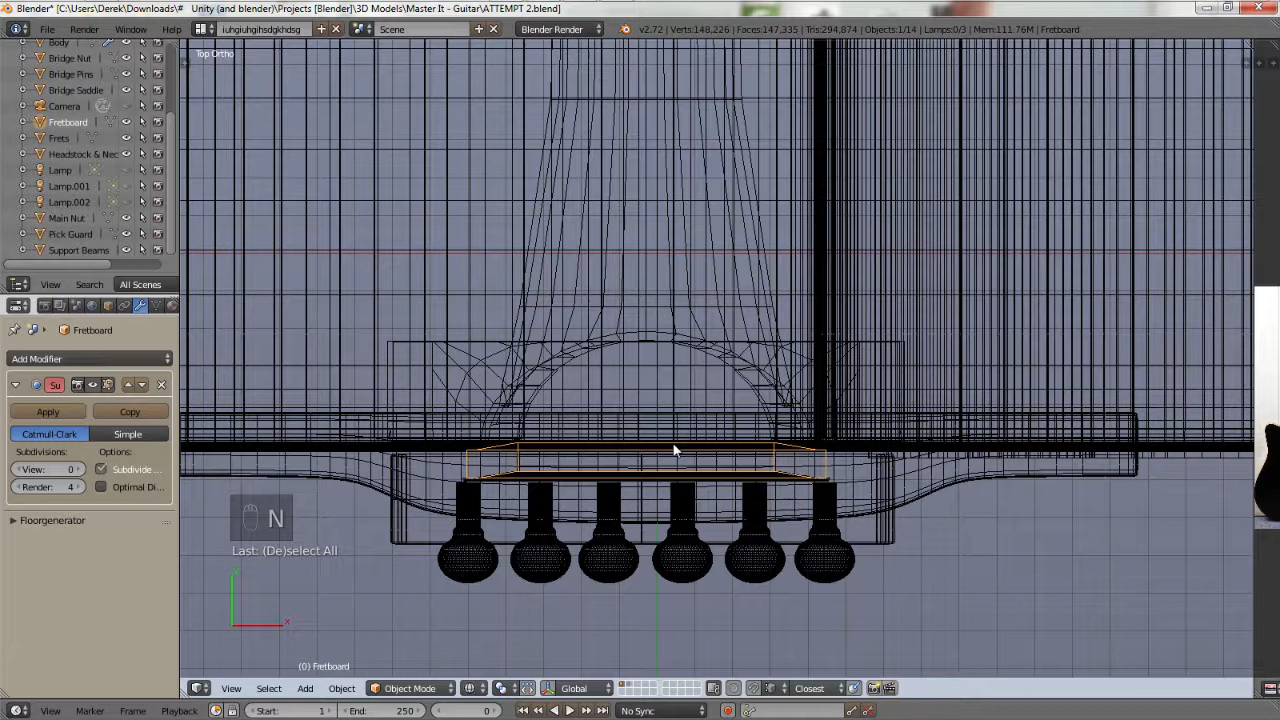 Blender* [C:\Users\Derek\Downloads\# Unity (and blender)\Projects [Blender]\3D Models\Master It - Guitar\ATTEMPT 2.blend]
File Render Window Help iuhgiughgihsdgkhdsg Scene Blender Render v2.72 | Verts:148,226 | Faces:147,335 | Tris:294,874 | Objects:1/14 | Lamps:0/3 | Mem:111.76M | Fretboard
Body
Bridge Nut
Bridge Pins
Bridge Saddle
Camera
Fretboard
Frets
Headstock & Nec
Lamp
Lamp.001
Lamp.002
Main Nut
Pick Guard
Support Beams
View Search All Scenes
Fretboard
Add Modifier
Su
Apply Copy
Catmull-Clark Simple
Subdivisions: Options:
View: 0 Subdivide ...
Render: 4 Optimal Di...
Floorgenerator
Top Ortho
N
Last: (De)select All
x
(0) Fretboard
View Select Add Object Object Mode Global Closest
View Marker Frame Playback Start: 1 End: 250 0 No Sync